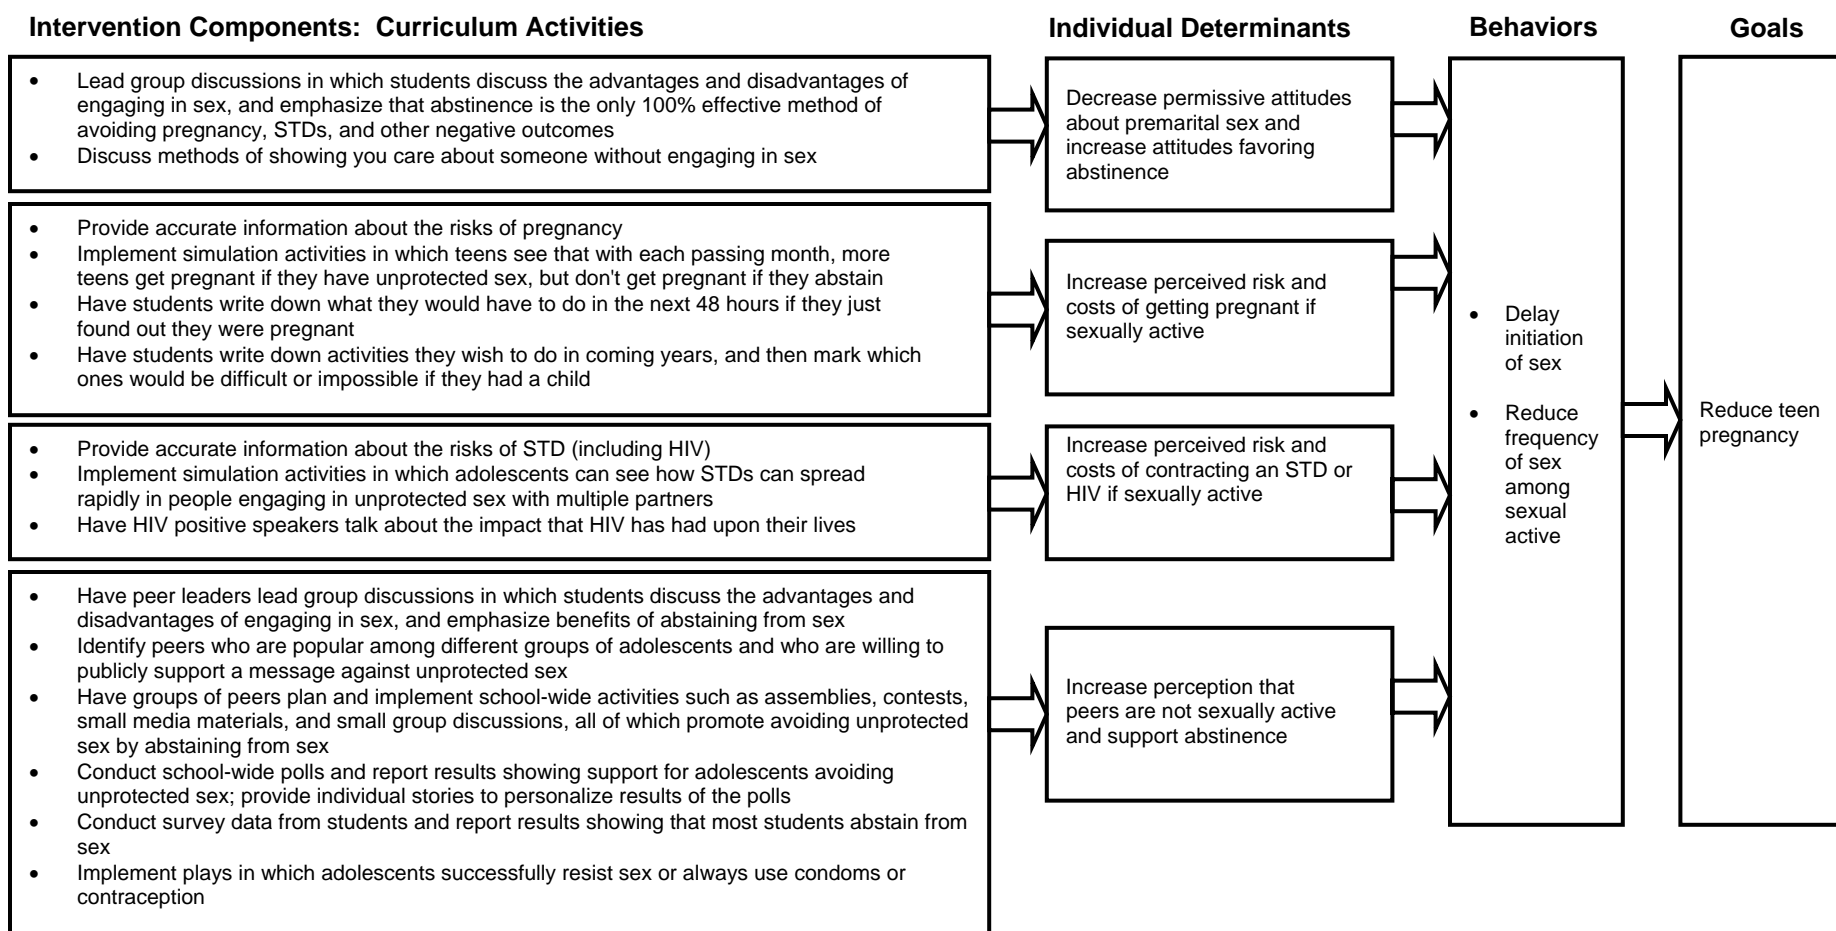 Intervention Components:  Curriculum Activities
Individual Determinants
Behaviors
Goals
• Lead group discussions in which students discuss the advantages and disadvantages of
engaging in sex, and emphasize that abstinence is the only 100% effective method of
avoiding pregnancy, STDs, and other negative outcomes
• Discuss methods of showing you care about someone without engaging in sex
Decrease permissive attitudes
about premarital sex and
increase attitudes favoring
abstinence
• Provide accurate information about the risks of pregnancy
• Implement simulation activities in which teens see that with each passing month, more
teens get pregnant if they have unprotected sex, but don't get pregnant if they abstain
• Have students write down what they would have to do in the next 48 hours if they just
found out they were pregnant
• Have students write down activities they wish to do in coming years, and then mark which
ones would be difficult or impossible if they had a child
Increase perceived risk and
costs of getting pregnant if
sexually active
• Provide accurate information about the risks of STD (including HIV)
• Implement simulation activities in which adolescents can see how STDs can spread
rapidly in people engaging in unprotected sex with multiple partners
• Have HIV positive speakers talk about the impact that HIV has had upon their lives
Increase perceived risk and
costs of contracting an STD or
HIV if sexually active
• Have peer leaders lead group discussions in which students discuss the advantages and
disadvantages of engaging in sex, and emphasize benefits of abstaining from sex
• Identify peers who are popular among different groups of adolescents and who are willing to
publicly support a message against unprotected sex
• Have groups of peers plan and implement school-wide activities such as assemblies, contests,
small media materials, and small group discussions, all of which promote avoiding unprotected
sex by abstaining from sex
• Conduct school-wide polls and report results showing support for adolescents avoiding
unprotected sex; provide individual stories to personalize results of the polls
• Conduct survey data from students and report results showing that most students abstain from
sex
• Implement plays in which adolescents successfully resist sex or always use condoms or
contraception
Increase perception that
peers are not sexually active
and support abstinence
• Delay
initiation
of sex
• Reduce
frequency
of sex
among
sexual
active
Reduce teen
pregnancy